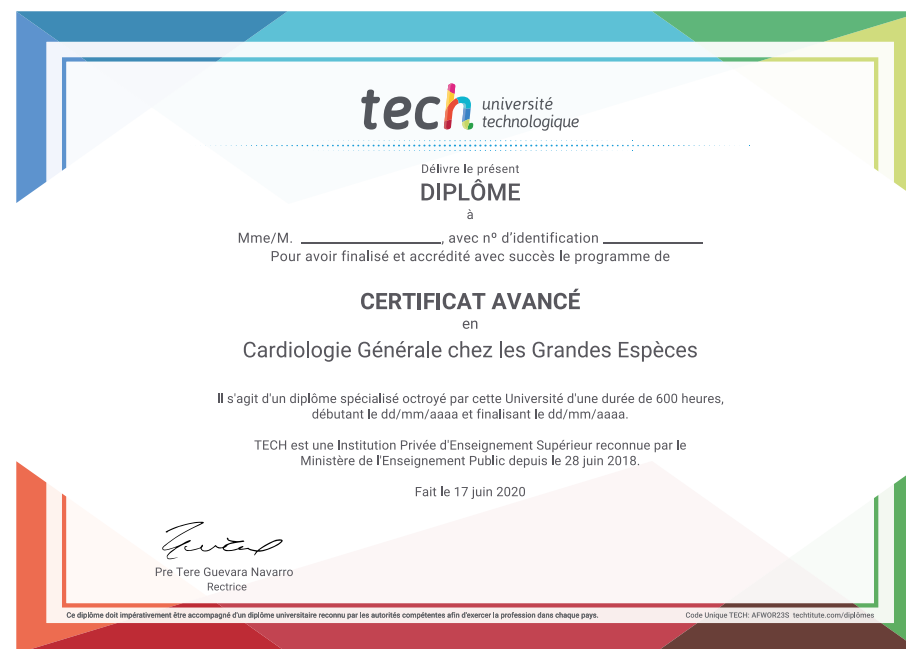 tech université
technologique
Délivre le présent
DIPLÔME
à
Mme/M. ____________________, avec nº d'identification ______________
Pour avoir finalisé et accrédité avec succès le programme de
CERTIFICAT AVANCÉ
en
Cardiologie Générale chez les Grandes Espèces
Il s'agit d'un diplôme spécialisé octroyé par cette Université d'une durée de 600 heures,
débutant le dd/mm/aaaa et finalisant le dd/mm/aaaa.
TECH est une Institution Privée d'Enseignement Supérieur reconnue par le
Ministère de l'Enseignement Public depuis le 28 juin 2018.
Fait le 17 juin 2020
Pre Tere Guevara Navarro
Rectrice
Ce diplôme doit impérativement être accompagné d'un diplôme universitaire reconnu par les autorités compétentes afin d'exercer la profession dans chaque pays.
Code Unique TECH: AFWOR23S techtitute.com/diplômes